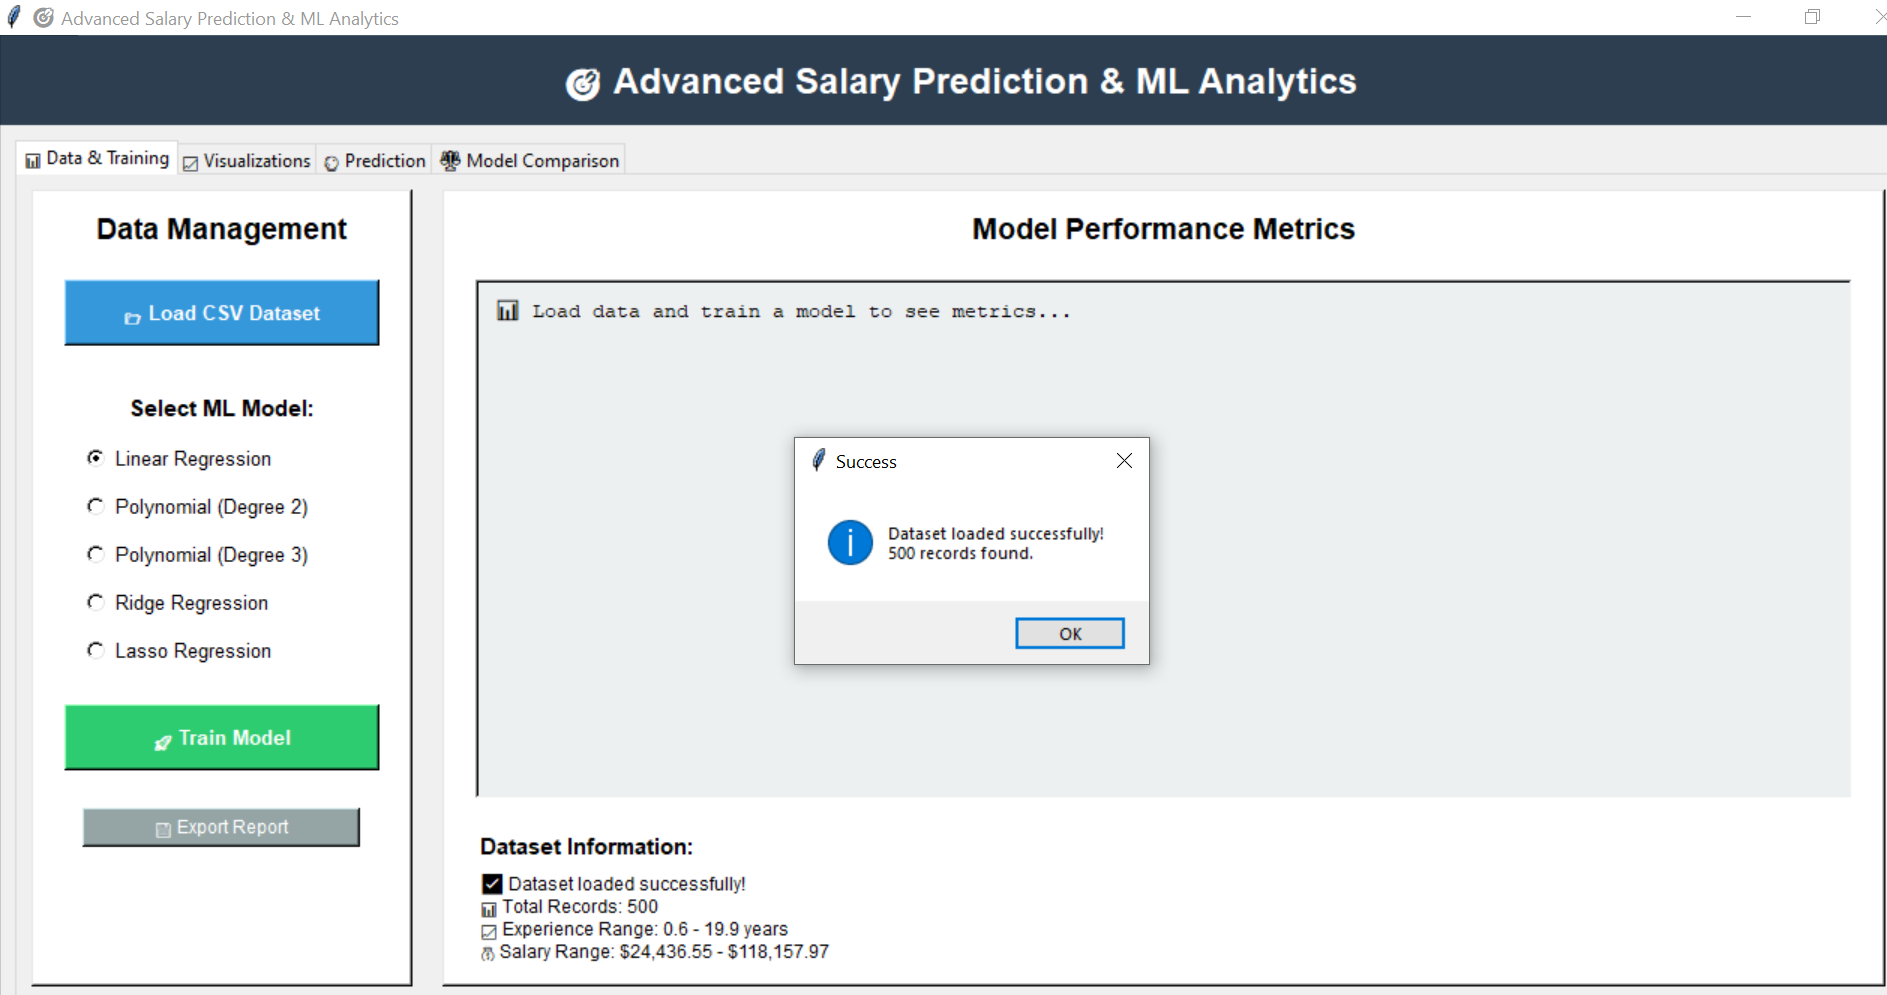 Advanced Salary Prediction & ML Analytics
Advanced Salary Prediction & ML Analytics
Data & Training
Visualizations
Prediction
Model Comparison
Data Management
Load CSV Dataset
Select ML Model:
Linear Regression
Polynomial (Degree 2)
Polynomial (Degree 3)
Ridge Regression
Lasso Regression
Train Model
Export Report
Model Performance Metrics
Load data and train a model to see metrics...
Success
Dataset loaded successfully!
500 records found.
OK
Dataset Information:
Dataset loaded successfully!
Total Records: 500
Experience Range: 0.6 - 19.9 years
Salary Range: $24,436.55 - $118,157.97